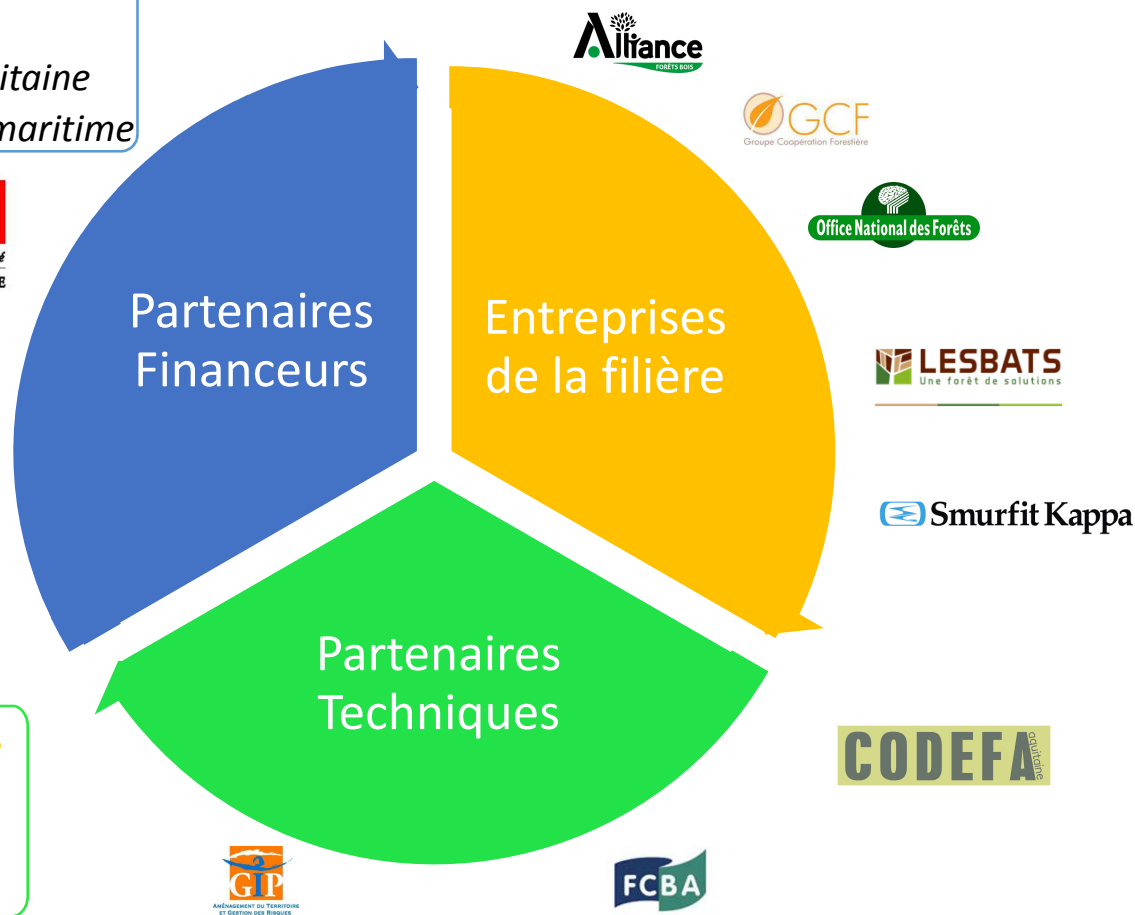 itaine
maritime
é
E
Alliance
FORÊTS BOIS
GCF
Groupe Coopération Forestière
Office National des Forêts
Partenaires
Financeurs
Entreprises
de la filière
LESBATS
Une forêt de solutions
Smurfit Kappa
Partenaires
Techniques
CODEFA
aquitaine
GIP
AMÉNAGEMENT DU TERRITOIRE
ET GESTION DES RISQUES
FCBA